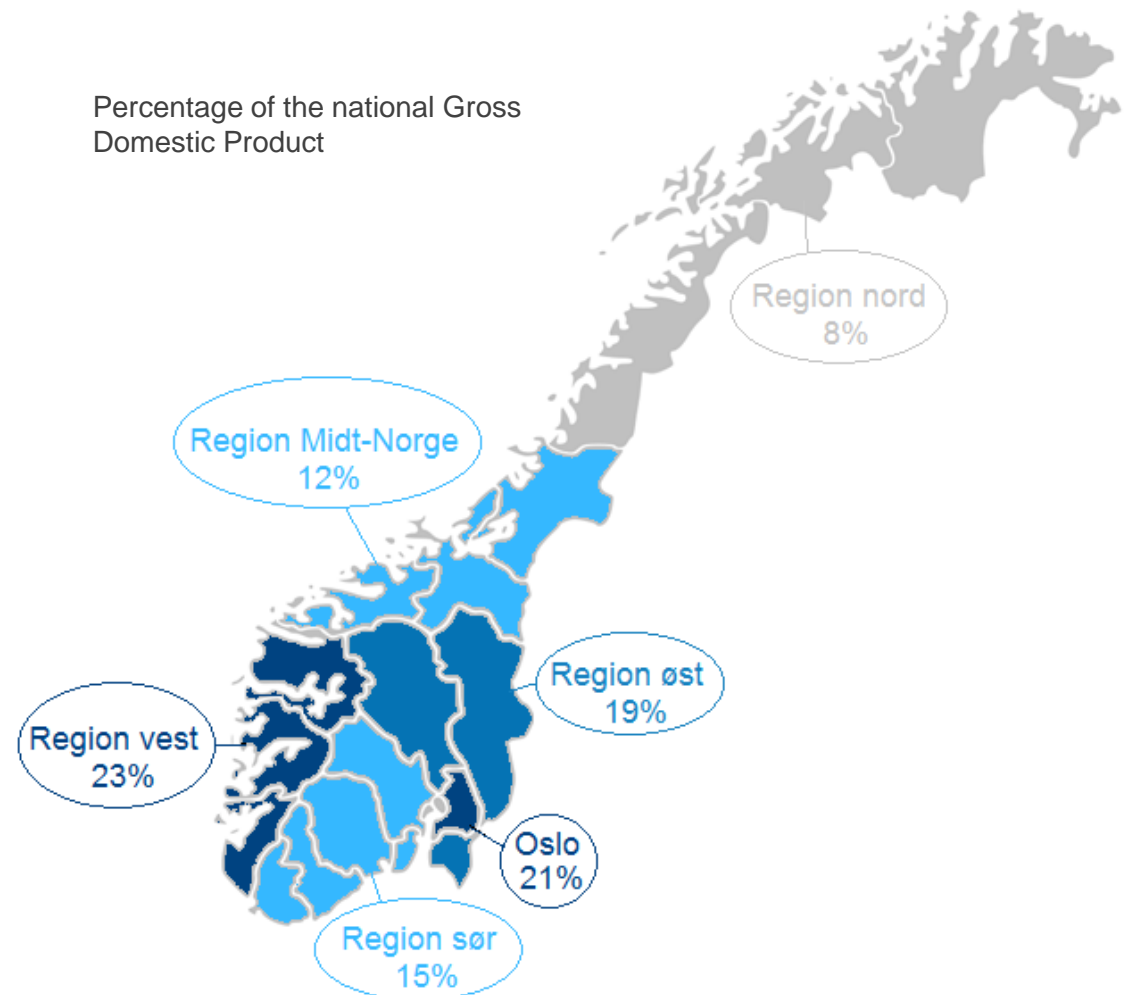 Percentage of the national Gross
Domestic Product
Region nord
8%
Region Midt-Norge
12%
Region øst
19%
Region vest
23%
Oslo
21%
Region sør
15%